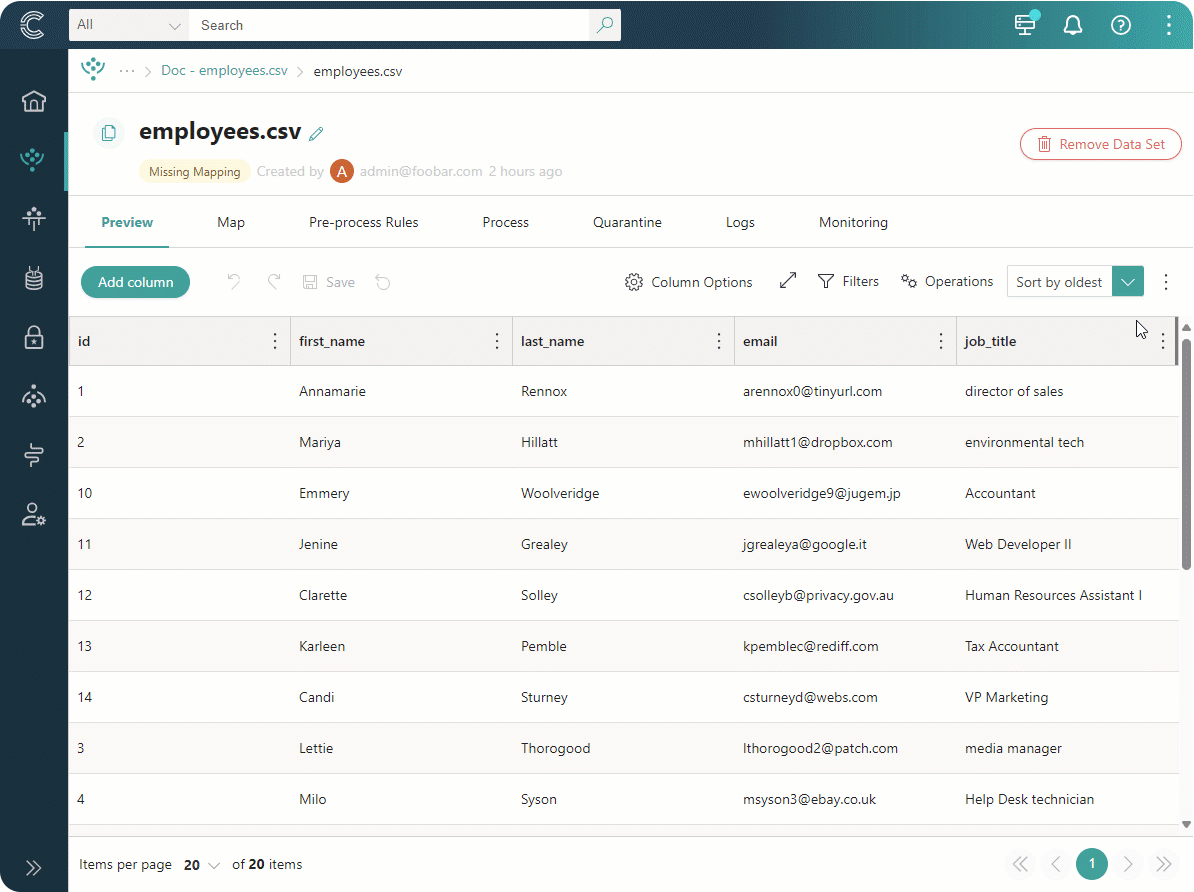 All Search
··· > Doc - employees.csv > employees.csv
employees.csv
Remove Data Set
Missing Mapping Created by A admin@foobar.com 2 hours ago
Preview Map Pre-process Rules Process Quarantine Logs Monitoring
Add column Save Column Options Filters Operations Sort by oldest
id first_name last_name email job_title
1 Annamarie Rennox arennox0@tinyurl.com director of sales
2 Mariya Hillatt mhillatt1@dropbox.com environmental tech
10 Emmery Woolveridge ewoolveridge9@jugem.jp Accountant
11 Jenine Grealey jgrealeya@google.it Web Developer II
12 Clarette Solley csolleyb@privacy.gov.au Human Resources Assistant I
13 Karleen Pemble kpemblec@rediff.com Tax Accountant
14 Candi Sturney csturneyd@webs.com VP Marketing
3 Lettie Thorogood lthorogood2@patch.com media manager
4 Milo Syson msyson3@ebay.co.uk Help Desk technician
Items per page 20 of 20 items 1